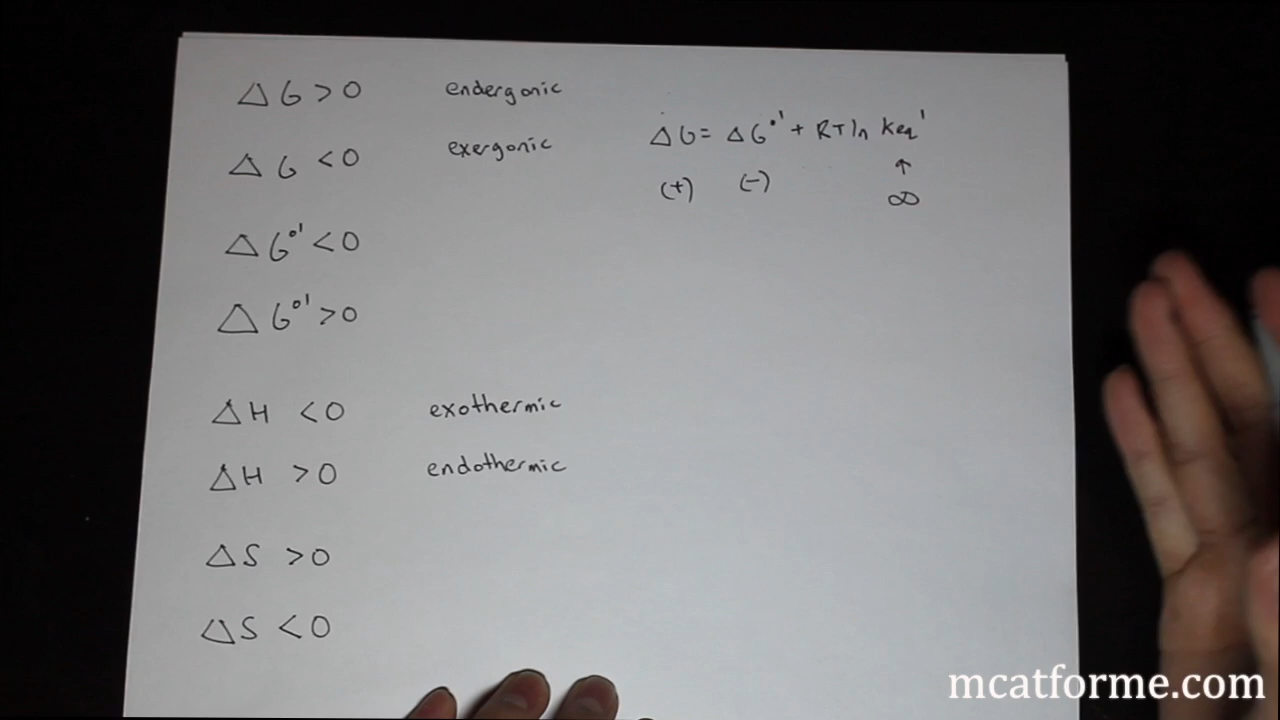 ΔG > 0 endergonic
ΔG < 0 exergonic
ΔG°' < 0
ΔG°' > 0
ΔH < 0 exothermic
ΔH > 0 endothermic
ΔS > 0
ΔS < 0
ΔG = ΔG°' + RT ln Keq'
(+) (-)
↑
∞
mcatforme.com